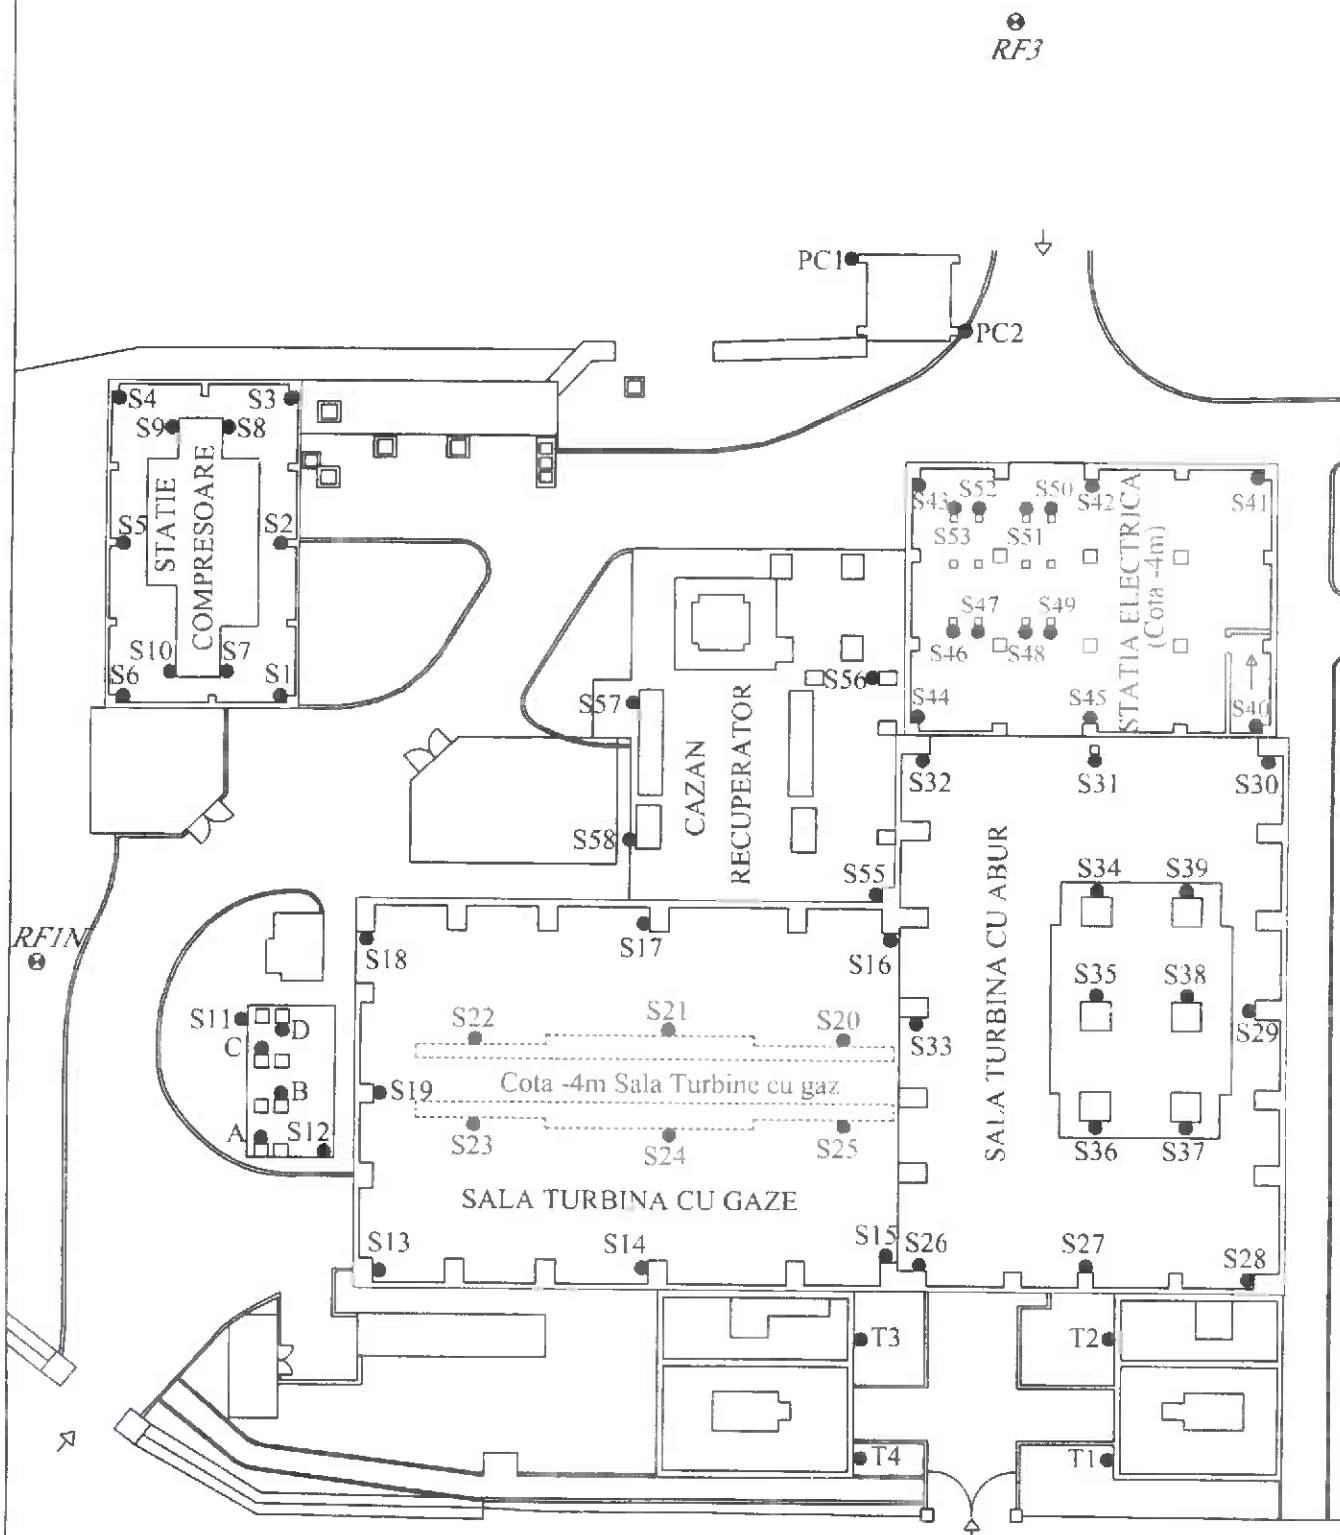 RF3
PC1
PC2
S4
S3
S9
S8
STATIE
COMPRESOARE
S5
S2
S10
S7
S6
S1
S43
S52
S50
S42
S41
S53
S51
STATIA ELECTRICA
(Cota -4m)
S47
S49
S46
S48
S44
S45
S40
S56
S57
CAZAN
RECUPERATOR
S58
S55
S32
S31
S30
SALA TURBINA CU ABUR
S34
S39
S35
S38
S29
S33
S36
S37
RF1N
S18
S17
S16
S11
D
C
B
A
S12
S19
S22
S21
S20
Cota -4m Sala Turbine cu gaz
S23
S24
S25
SALA TURBINA CU GAZE
S13
S14
S15
S26
S27
S28
T3
T2
T4
T1